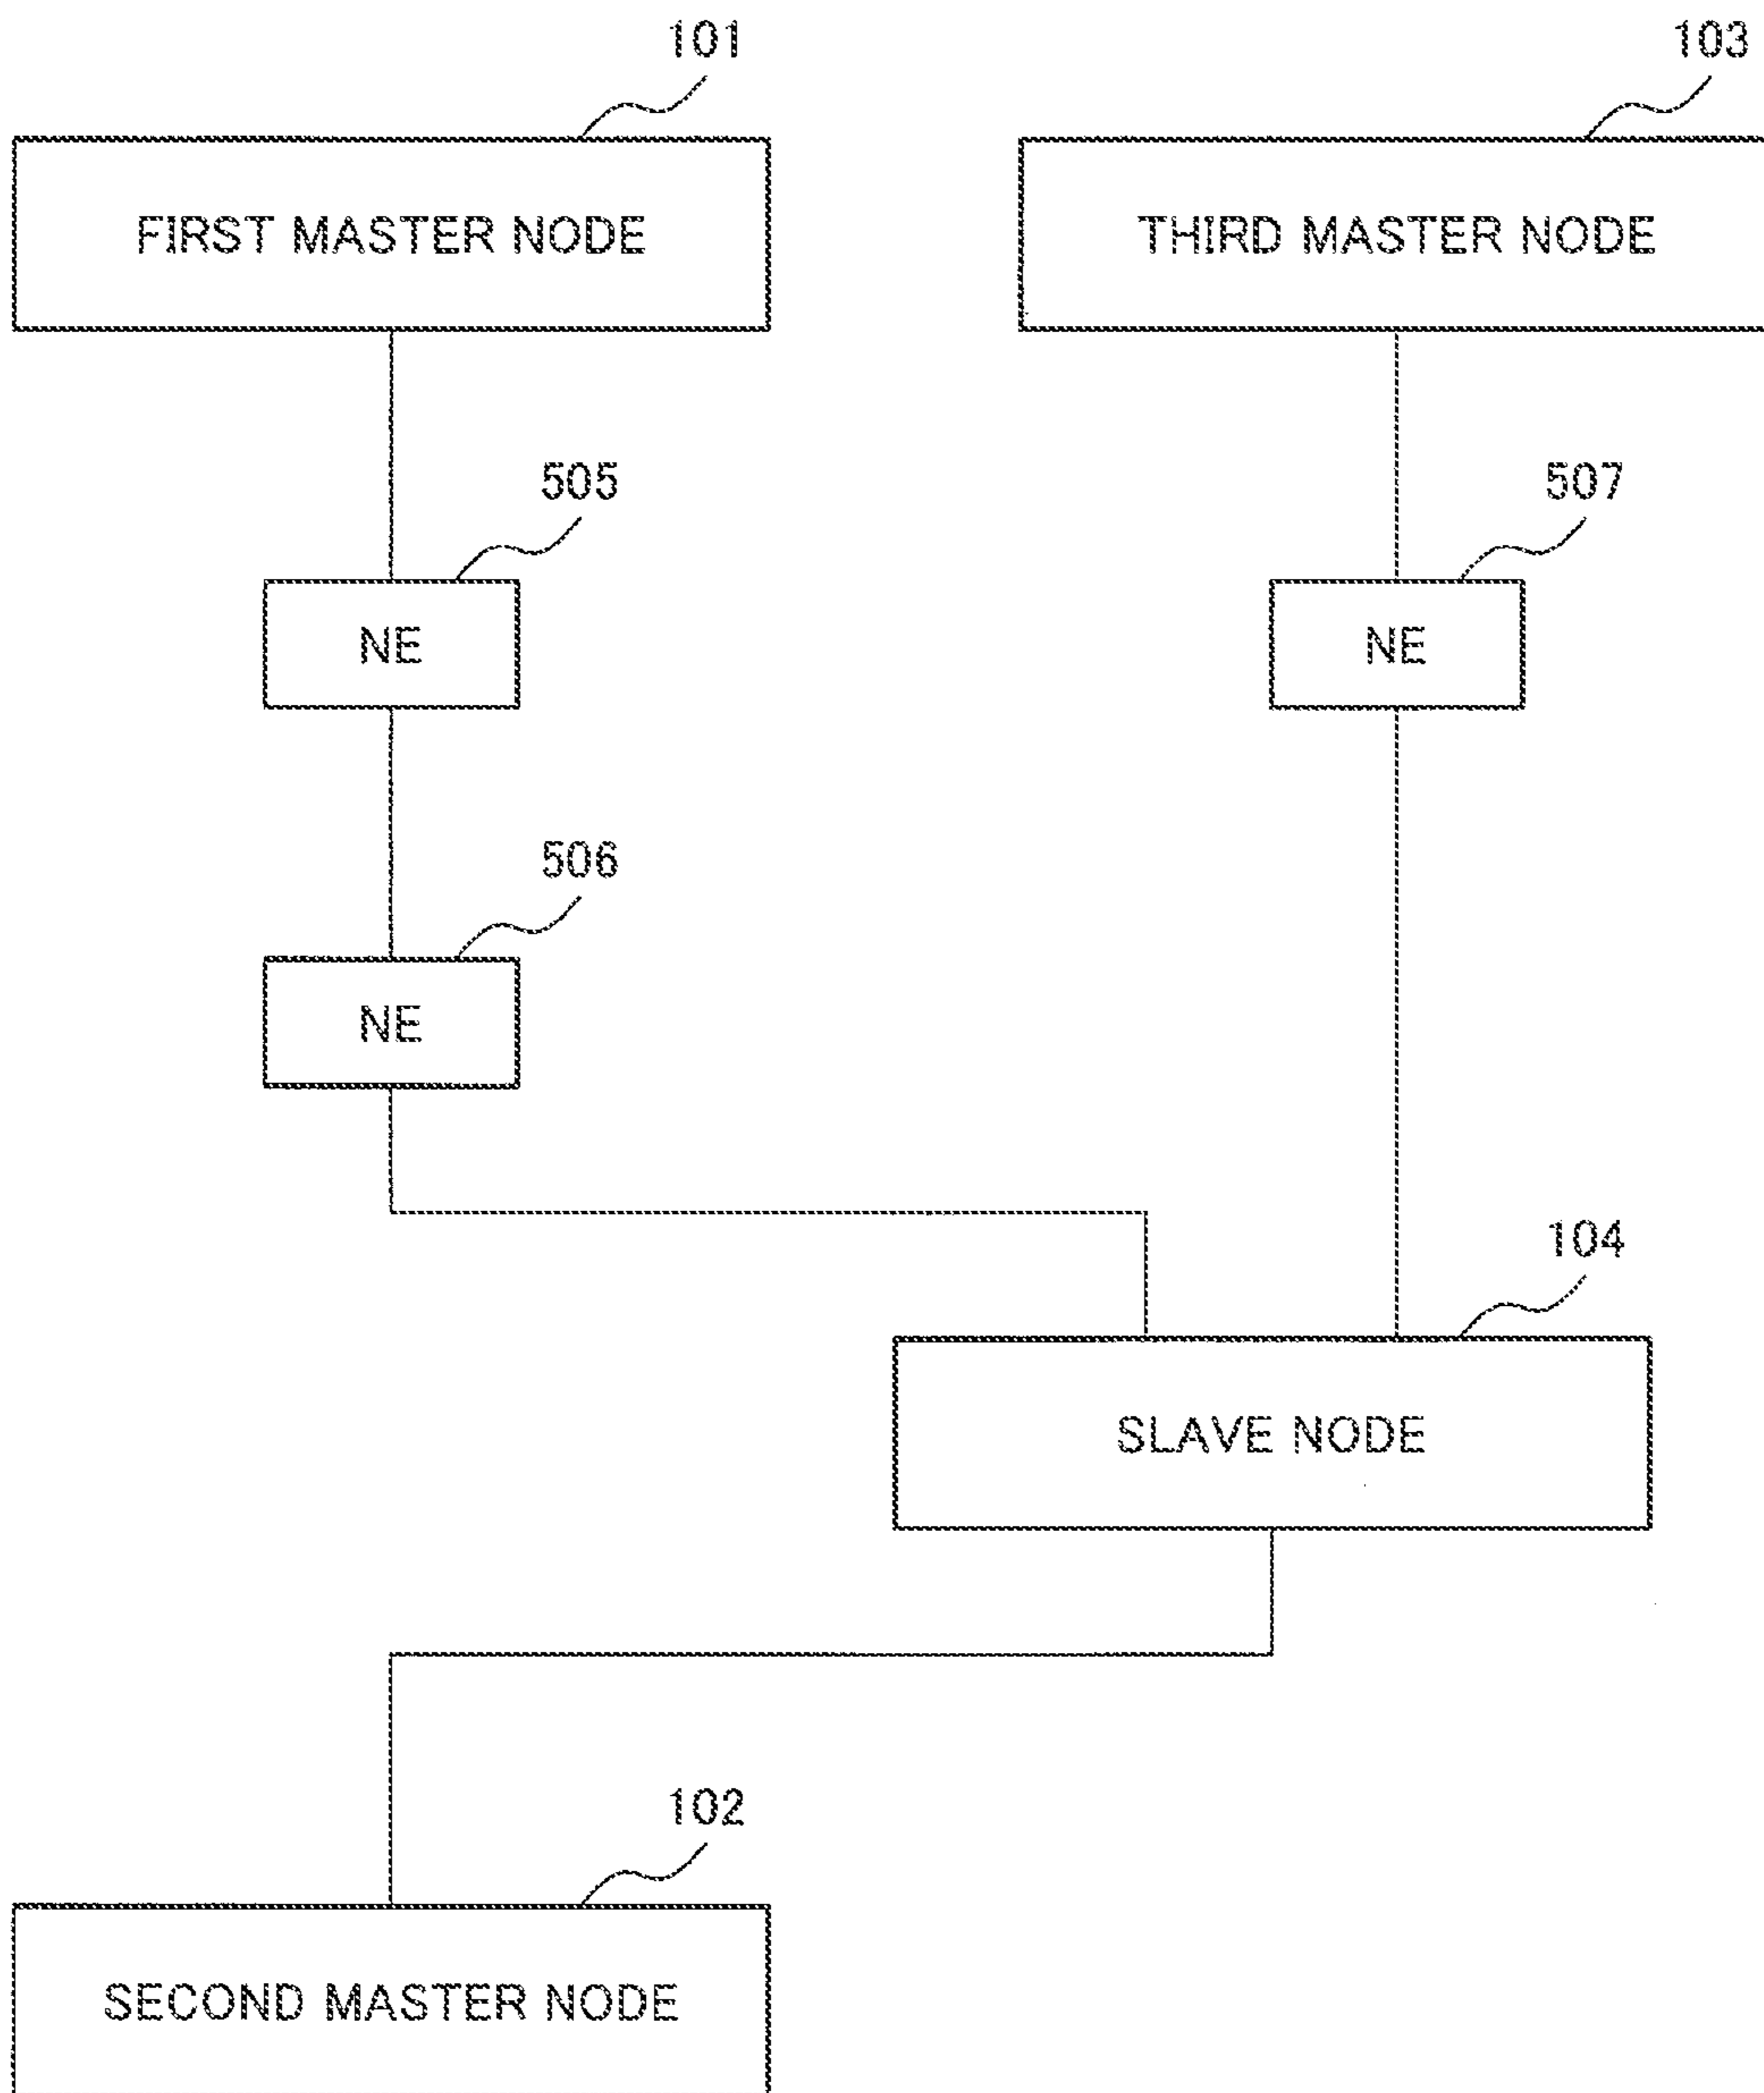 101
103
FIRST MASTER NODE
THIRD MASTER NODE
505
507
NE
NE
506
NE
104
SLAVE NODE
102
SECOND MASTER NODE